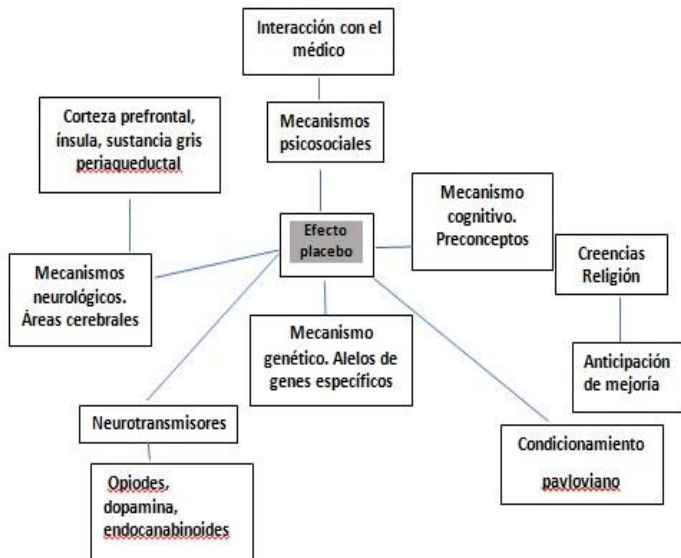 Interacción con el
médico
Corteza prefrontal,
ínsula, sustancia gris
periaqueductal
Mecanismos
psicosociales
Mecanismo
cognitivo.
Preconceptos
Efecto
placebo
Creencias
Religión
Mecanismos
neurológicos.
Áreas cerebrales
Mecanismo
genético. Alelos de
genes específicos
Anticipación
de mejoría
Neurotransmisores
Condicionamiento
pavloviano
Opiodes,
dopamina,
endocanabinoides